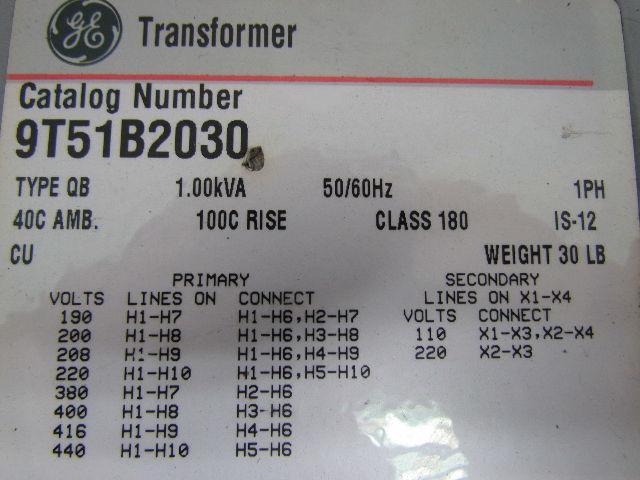 GE Transformer
Catalog Number
9T51B2030
TYPE QB 1.00kVA 50/60Hz 1PH
40C AMB. 100C RISE CLASS 180 IS-12
CU WEIGHT 30 LB
PRIMARY SECONDARY
VOLTS LINES ON CONNECT LINES ON X1-X4
190 H1-H7 H1-H6,H2-H7 VOLTS CONNECT
200 H1-H8 H1-H6,H3-H8 110 X1-X3,X2-X4
208 H1-H9 H1-H6,H4-H9 220 X2-X3
220 H1-H10 H1-H6,H5-H10
380 H1-H7 H2-H6
400 H1-H8 H3-H6
416 H1-H9 H4-H6
440 H1-H10 H5-H6